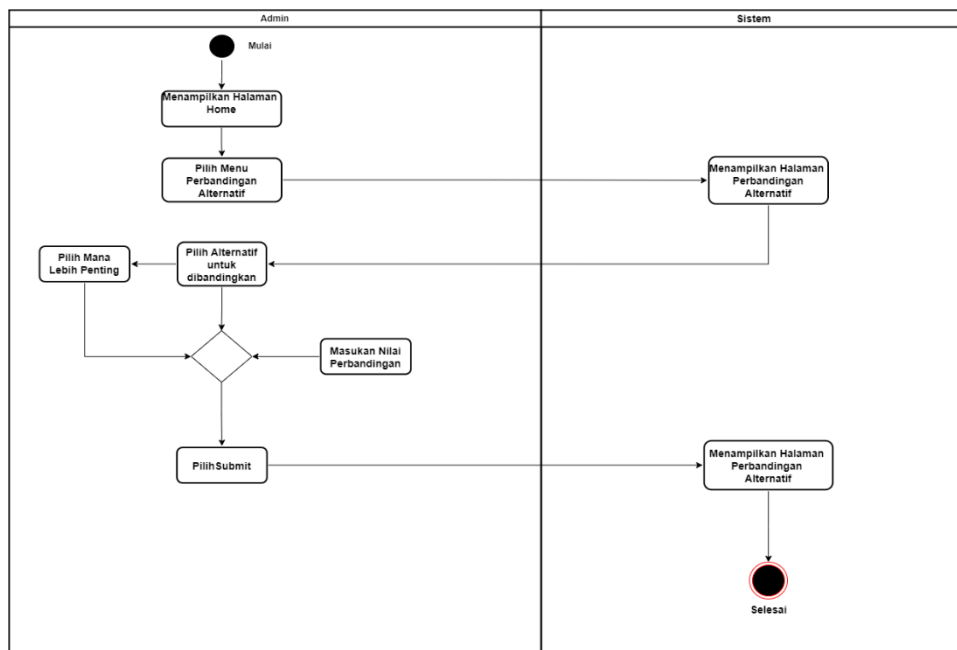 Admin
Sistem
Mulai
Menampilkan Halaman
Home
Pilih Menu
Perbandingan
Alternatif
Menampilkan Halaman
Perbandingan
Alternatif
Pilih Mana
Lebih Penting
Pilih Alternatif
untuk
dibandingkan
Masukan Nilai
Perbandingan
PilihSubmit
Menampilkan Halaman
Perbandingan
Alternatif
Selesai